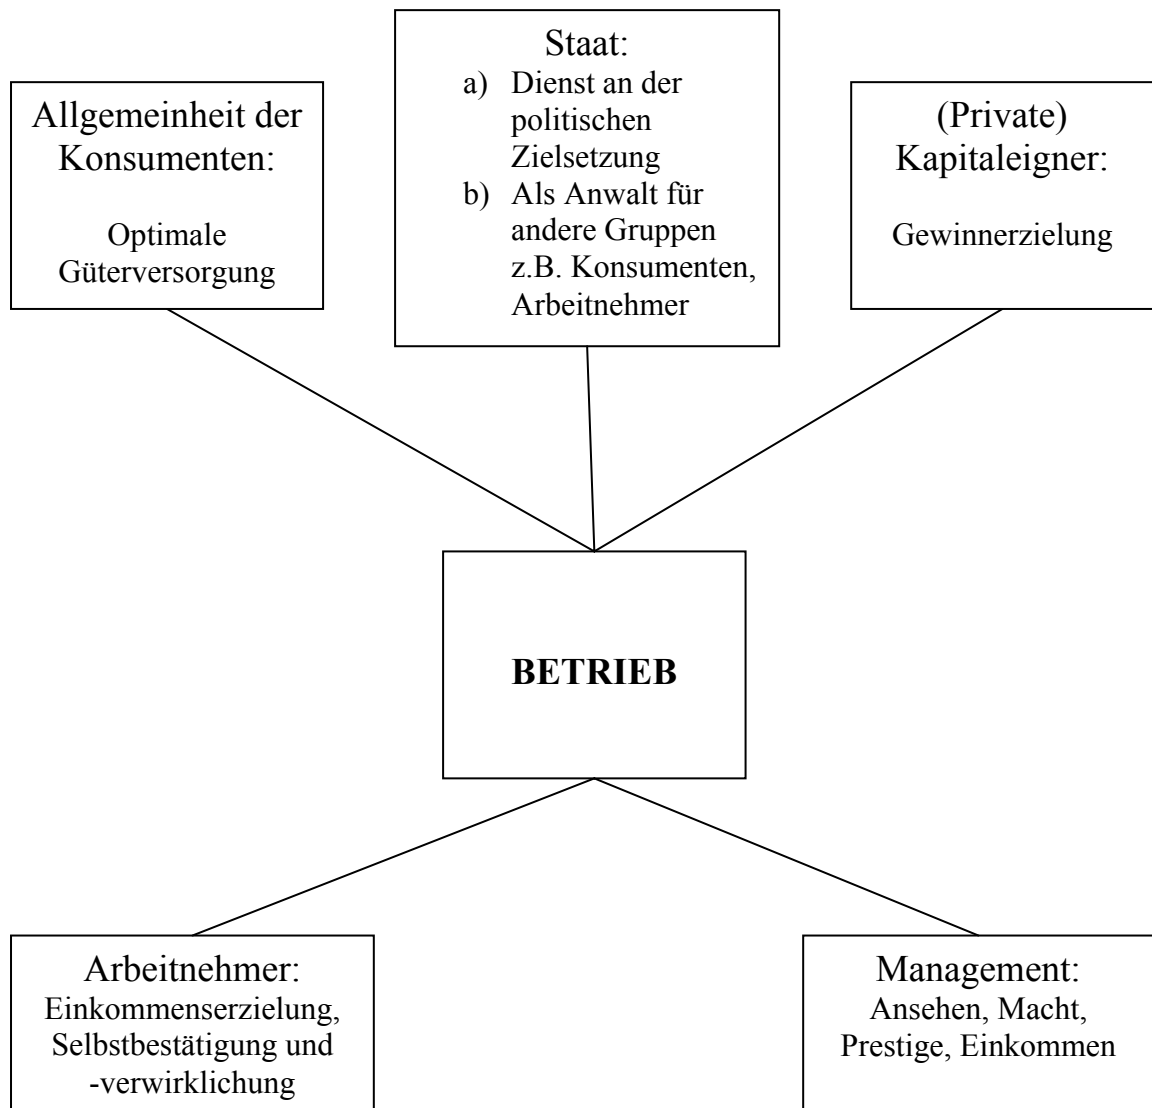 Allgemeinheit der
Konsumenten:
Optimale
Güterversorgung
Staat:
a) Dienst an der
politischen
Zielsetzung
b) Als Anwalt für
andere Gruppen
z.B. Konsumenten,
Arbeitnehmer
(Private)
Kapitaleigner:
Gewinnerzielung
BETRIEB
Arbeitnehmer:
Einkommenserzielung,
Selbstbestätigung und
-verwirklichung
Management:
Ansehen, Macht,
Prestige, Einkommen